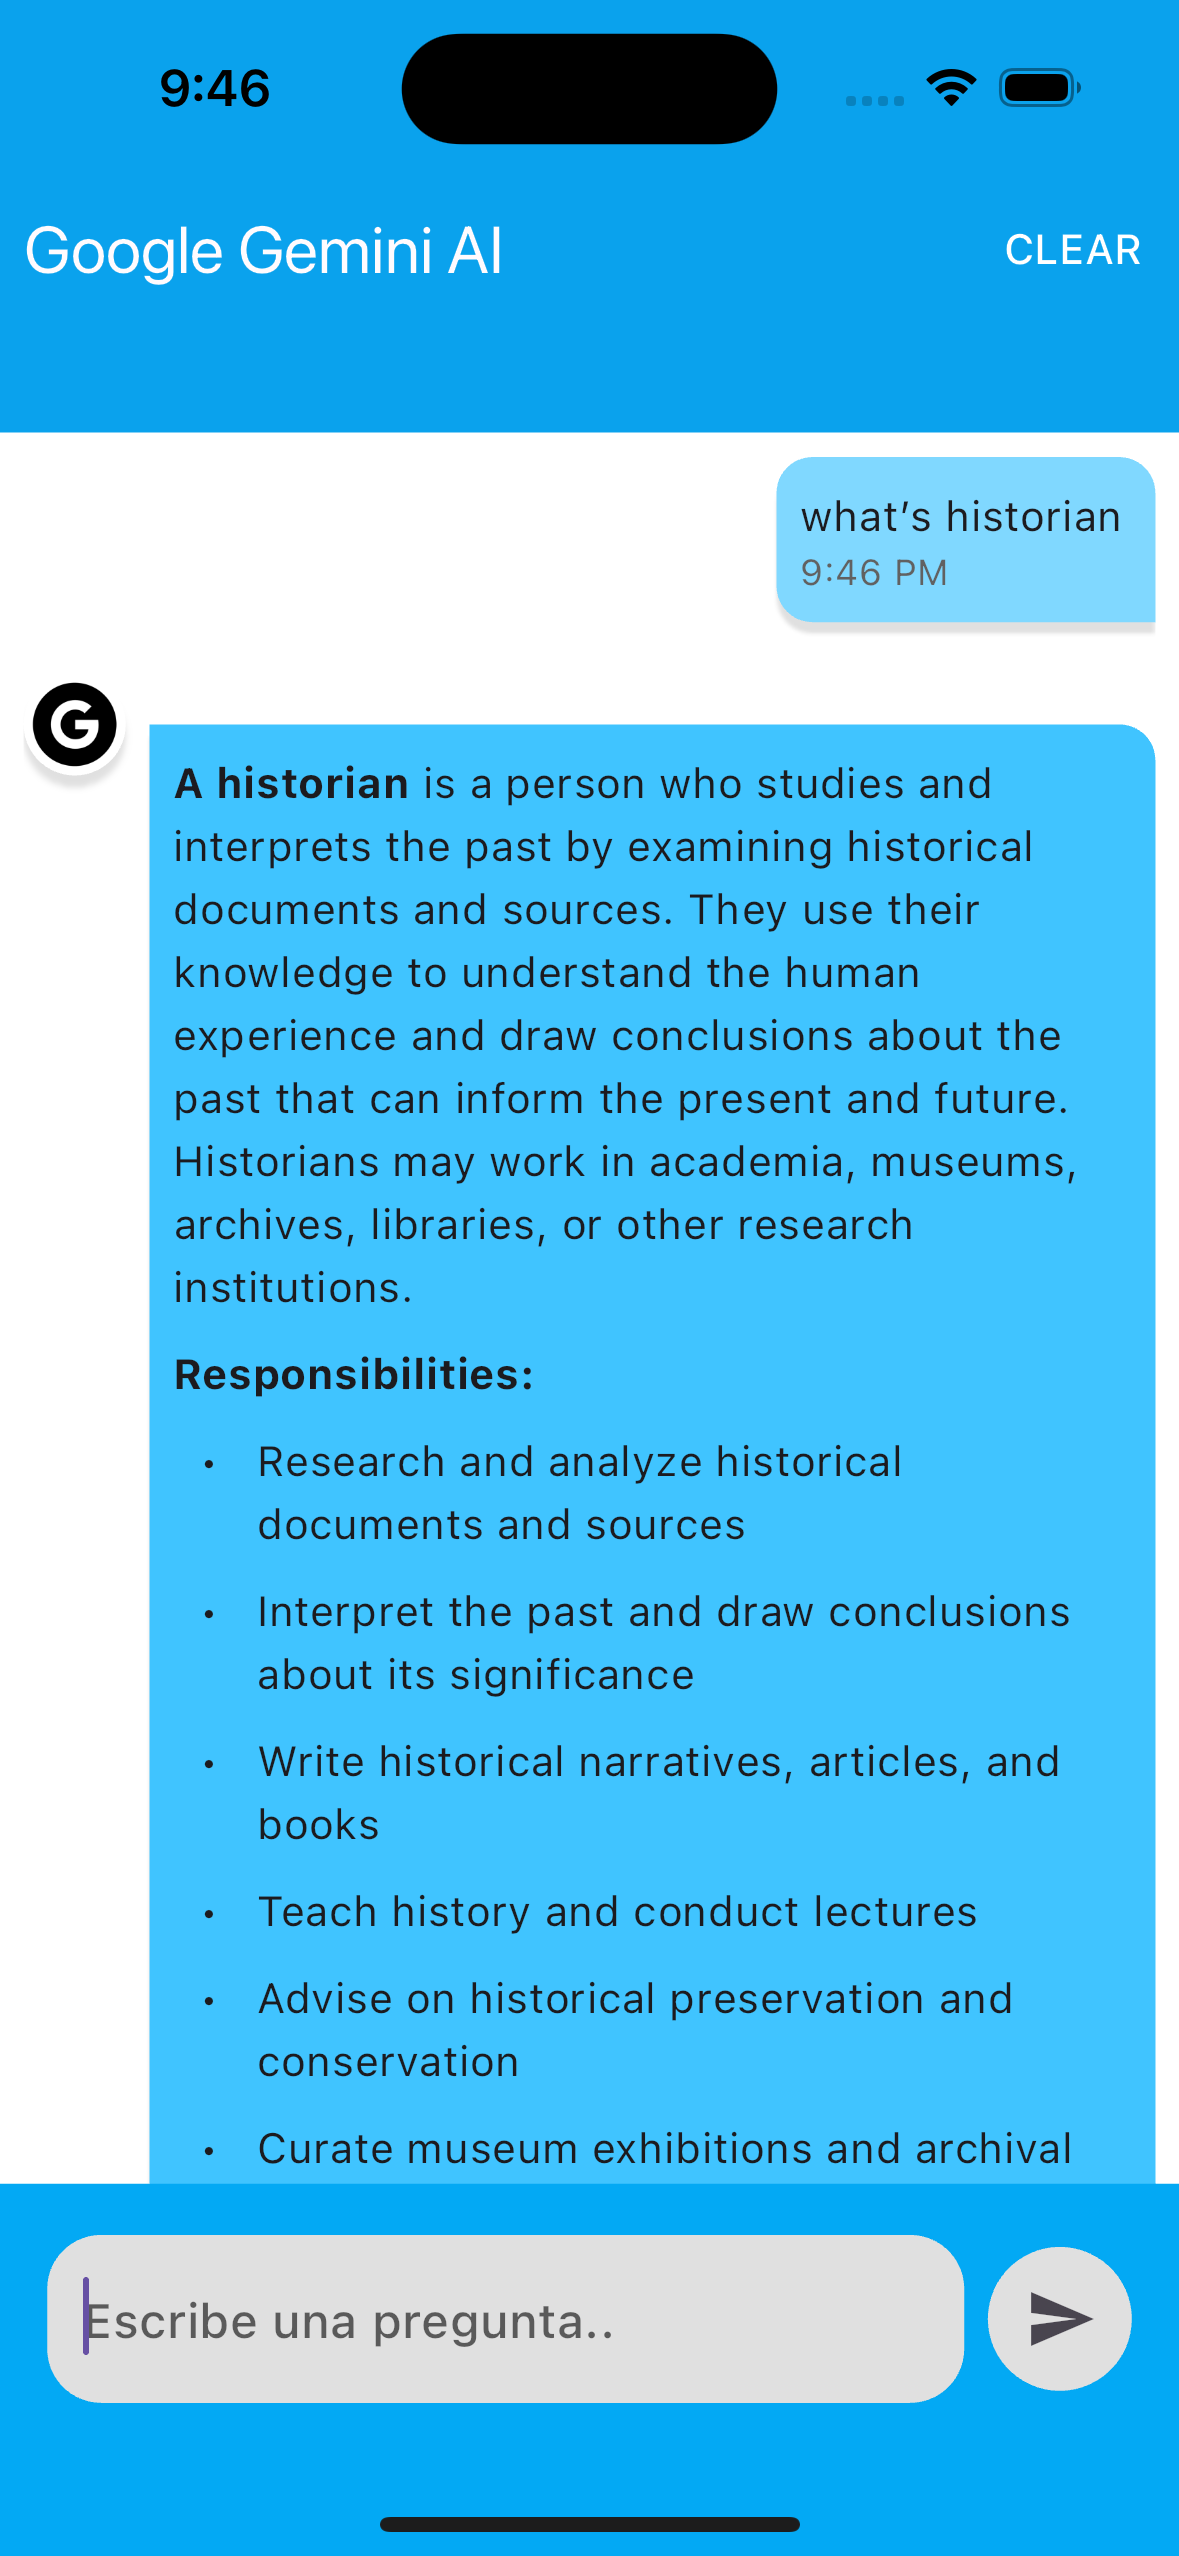 9:46
Google Gemini AI
CLEAR
what’s historian
9:46 PM
G
A historian is a person who studies and
interprets the past by examining historical
documents and sources. They use their
knowledge to understand the human
experience and draw conclusions about the
past that can inform the present and future.
Historians may work in academia, museums,
archives, libraries, or other research
institutions.
Responsibilities:
• Research and analyze historical
documents and sources
• Interpret the past and draw conclusions
about its significance
• Write historical narratives, articles, and
books
• Teach history and conduct lectures
• Advise on historical preservation and
conservation
• Curate museum exhibitions and archival
Escribe una pregunta..